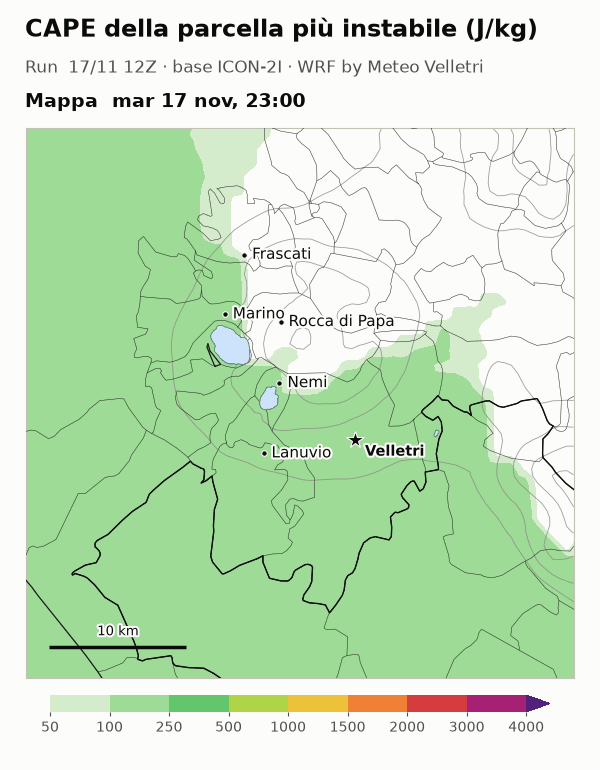 CAPE della parcella più instabile (J/kg)
Run  17/11 12Z · base ICON-2I · WRF by Meteo Velletri
Mappa  mar 17 nov, 23:00
Frascati
Marino
Rocca di Papa
Nemi
Velletri
Lanuvio
10 km
50 100 250 500 1000 1500 2000 3000 4000